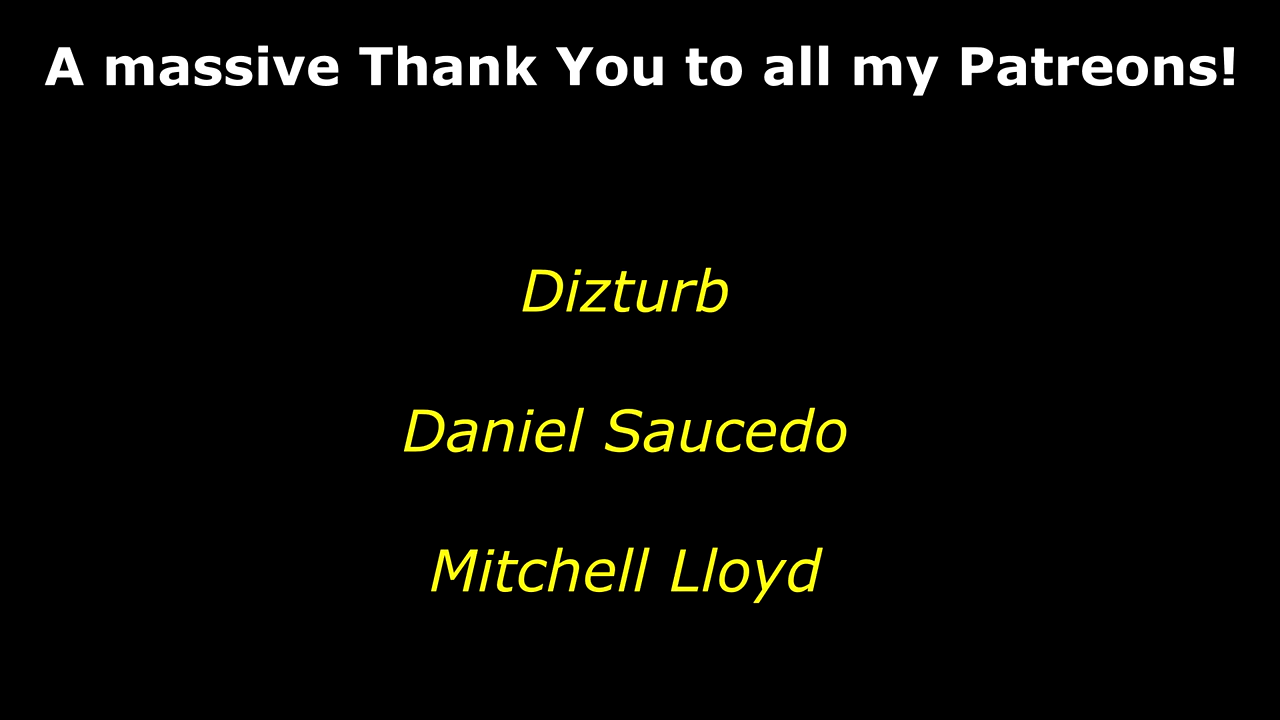 A massive Thank You to all my Patreons!
Dizturb
Daniel Saucedo
Mitchell Lloyd